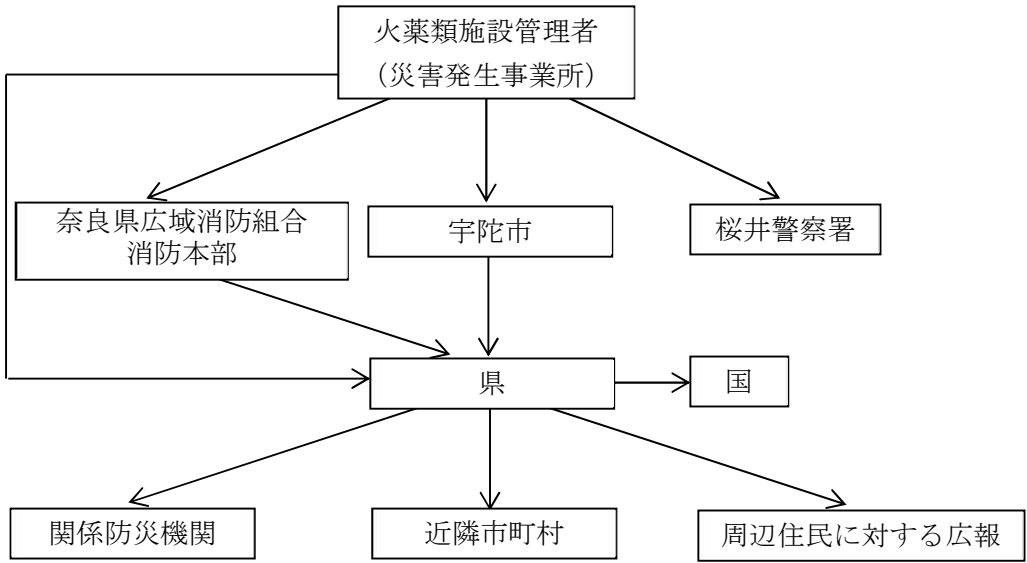 火薬類施設管理者
（災害発生事業所）
奈良県広域消防組合
消防本部
宇陀市
桜井警察署
県
国
関係防災機関
近隣市町村
周辺住民に対する広報